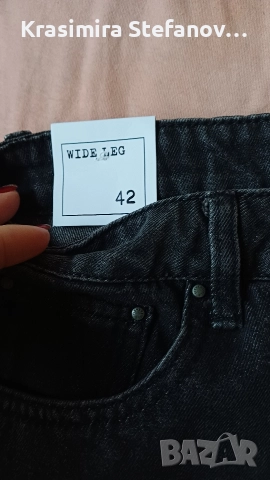 Krasimira Stefanov...
WIDE LEG
42
BAZAR